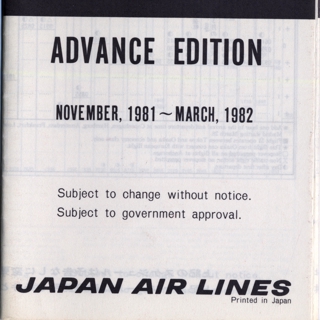 ADVANCE EDITION
NOVEMBER, 1981～MARCH, 1982
Subject to change without notice.
Subject to government approval.
JAPAN AIR LINES
Printed in Japan